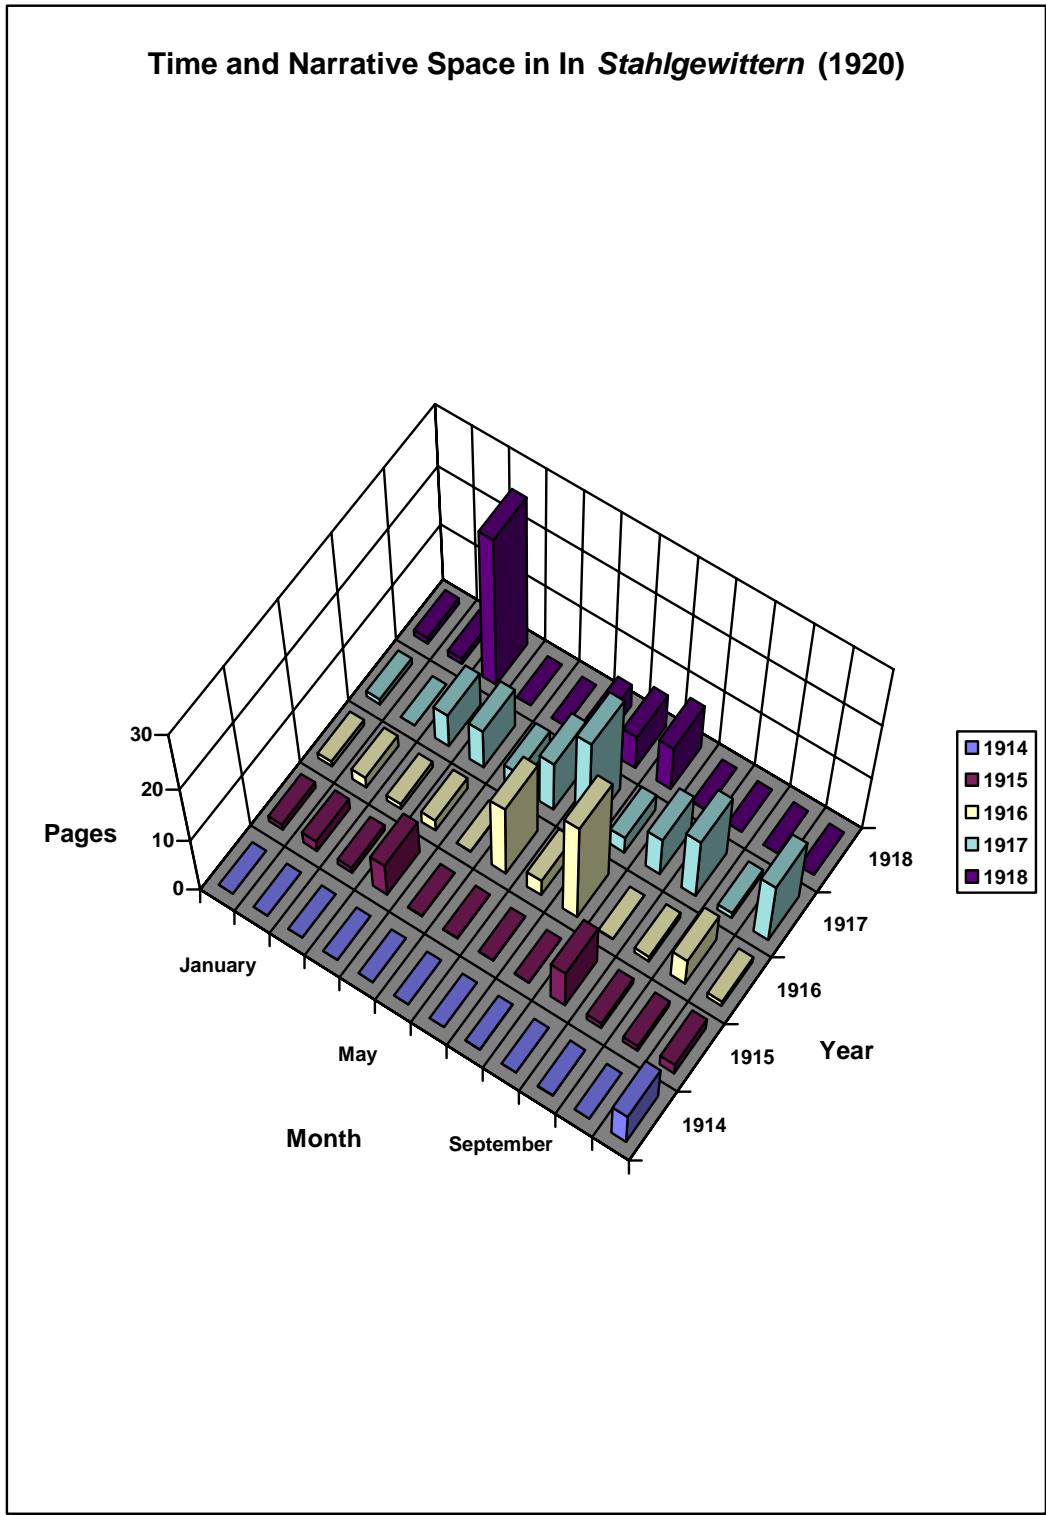 Time and Narrative Space in In Stahlgewittern (1920)
30
20
10
0
Pages
January
May
September
Month
1914
1915
1916
1917
1918
Year
1914
1915
1916
1917
1918